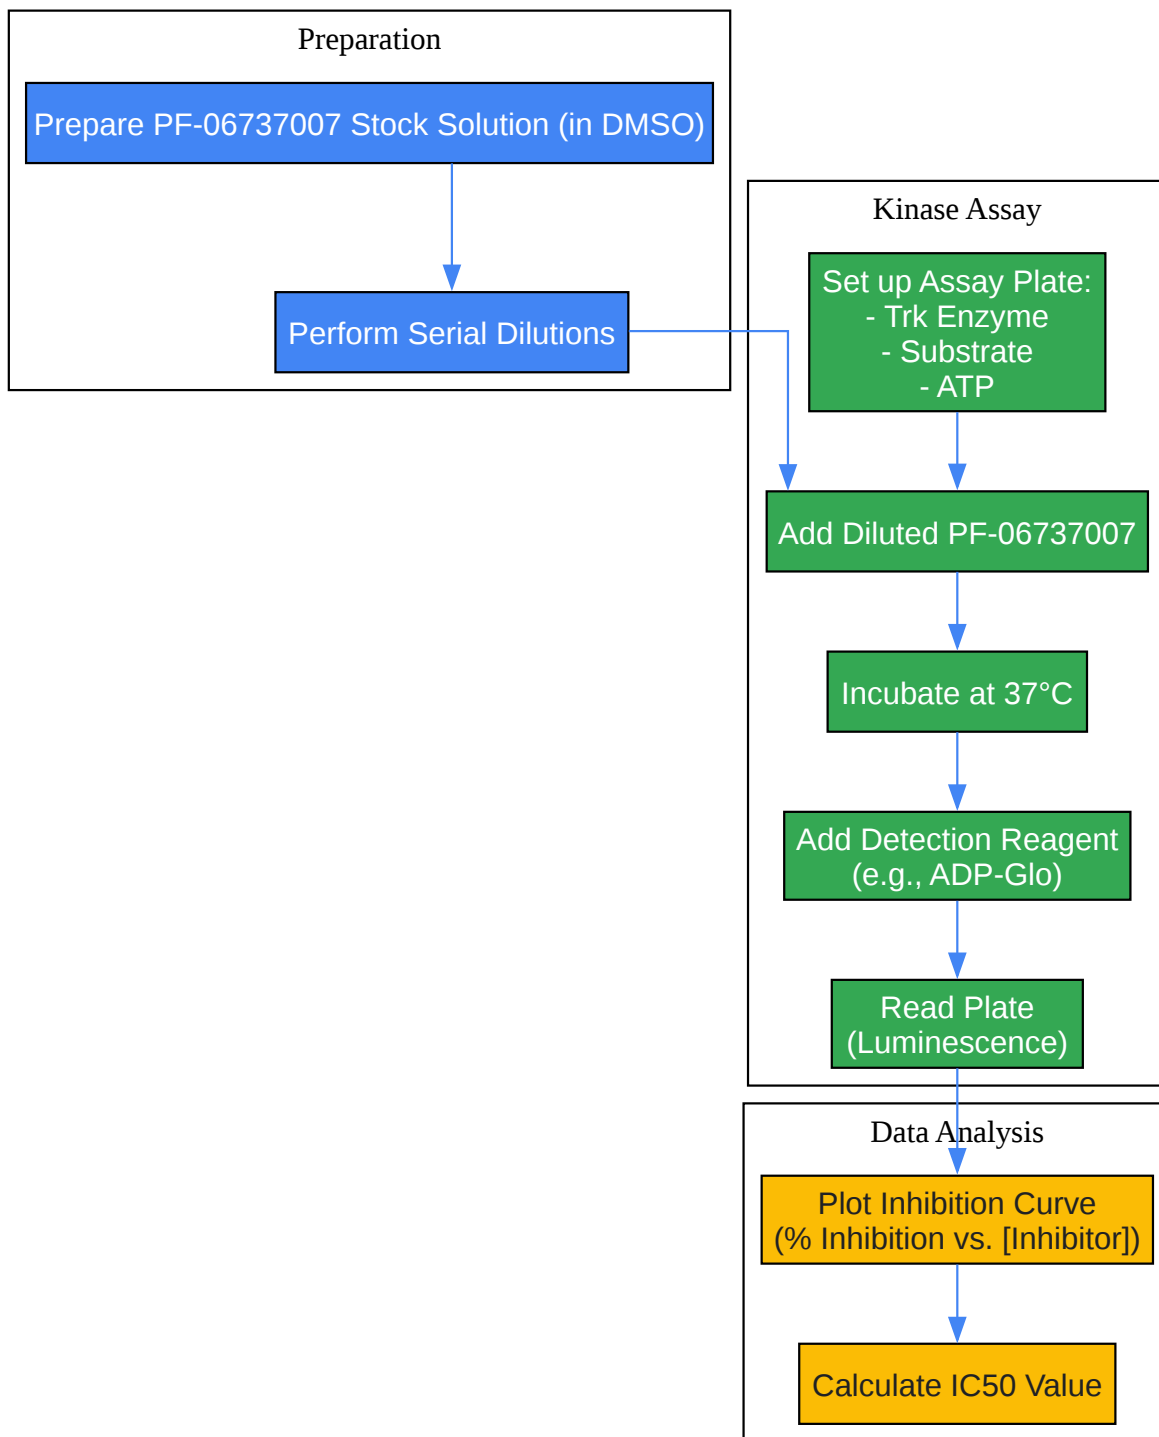 Preparation
Prepare PF-06737007 Stock Solution (in DMSO)
Perform Serial Dilutions
Kinase Assay
Set up Assay Plate:
- Trk Enzyme
- Substrate
- ATP
Add Diluted PF-06737007
Incubate at 37°C
Add Detection Reagent
(e.g., ADP-Glo)
Read Plate
(Luminescence)
Data Analysis
Plot Inhibition Curve
(% Inhibition vs. [Inhibitor])
Calculate IC50 Value